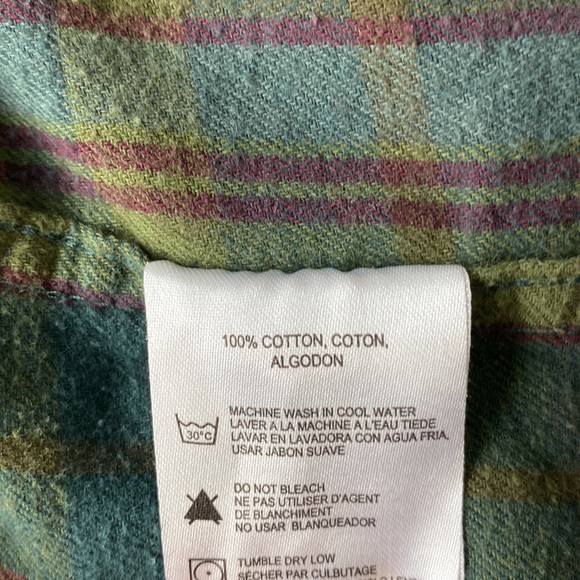 100% COTTON, COTON,
ALGODON
30°C
MACHINE WASH IN COOL WATER
LAVER A LA MACHINE A L'EAU TIEDE
LAVAR EN LAVADORA CON AGUA FRIA,
USAR JABON SUAVE
DO NOT BLEACH
NE PAS UTILISER D'AGENT
DE BLANCHIMENT
NO USAR BLANQUEADOR
TUMBLE DRY LOW
SÉCHER PAR CULBUTAGE